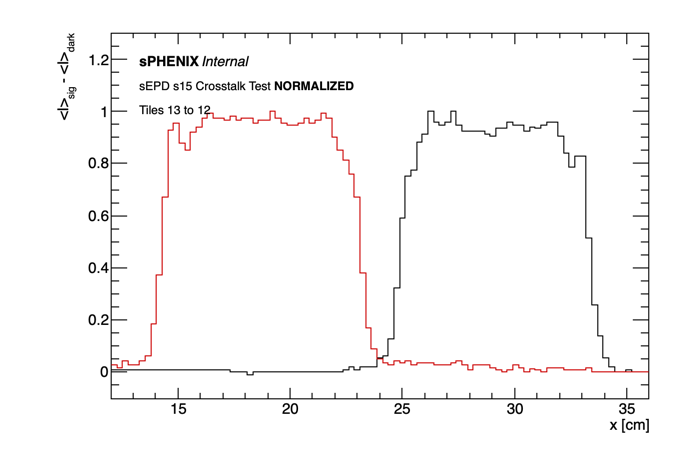 <I>sig - <I>dark
sPHENIX Internal
sEPD s15 Crosstalk Test NORMALIZED
Tiles 13 to 12
1.2
1
0.8
0.6
0.4
0.2
0
15 20 25 30 35
x [cm]